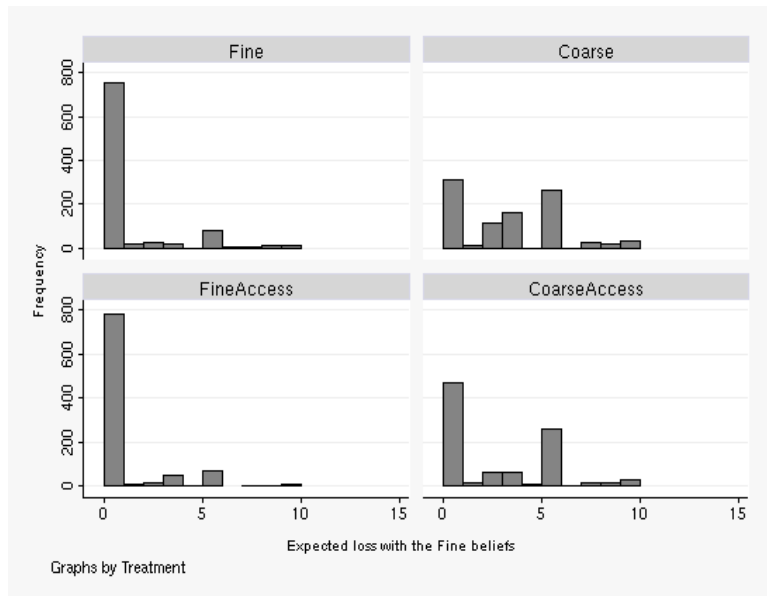 Fine
Coarse
800
600
400
200
0
FineAccess
CoarseAccess
800
600
400
200
0
Frequency
0 5 10 15
0 5 10 15
Expected loss with the Fine beliefs
Graphs by Treatment